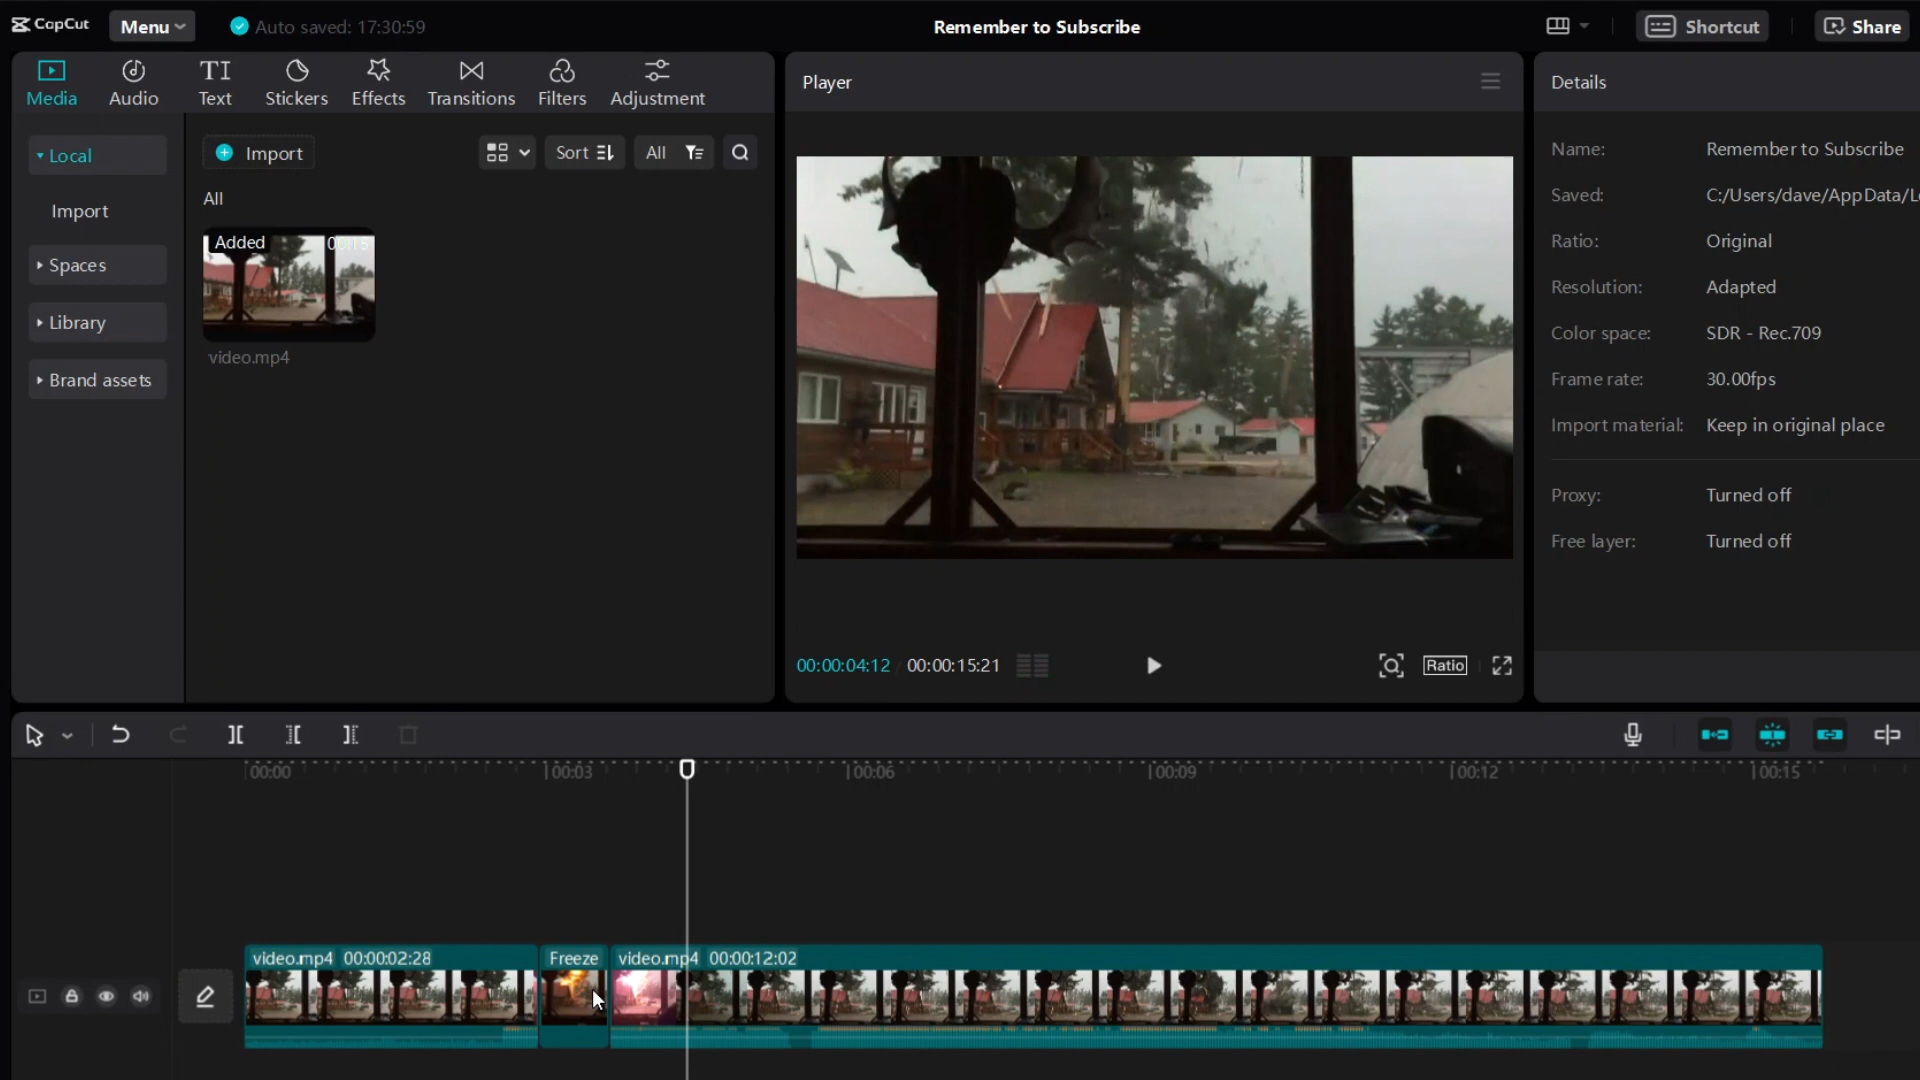 CapCut
Menu
Auto saved: 17:30:59
Remember to Subscribe
Shortcut
Share
Media
Audio
TI
Text
Stickers
Effects
Transitions
Filters
Adjustment
Local
Import
Spaces
Library
Brand assets
Import
Sort
All
All
Added
00:15
video.mp4
Player
00:00:04:12 / 00:00:15:21
Ratio
Details
Name: Remember to Subscribe
Saved: C:/Users/dave/AppData/L
Ratio: Original
Resolution: Adapted
Color space: SDR - Rec.709
Frame rate: 30.00fps
Import material: Keep in original place
Proxy: Turned off
Free layer: Turned off
00:00
00:03
00:06
00:09
00:12
00:15
video.mp4 00:00:02:28
Freeze
video.mp4 00:00:12:02